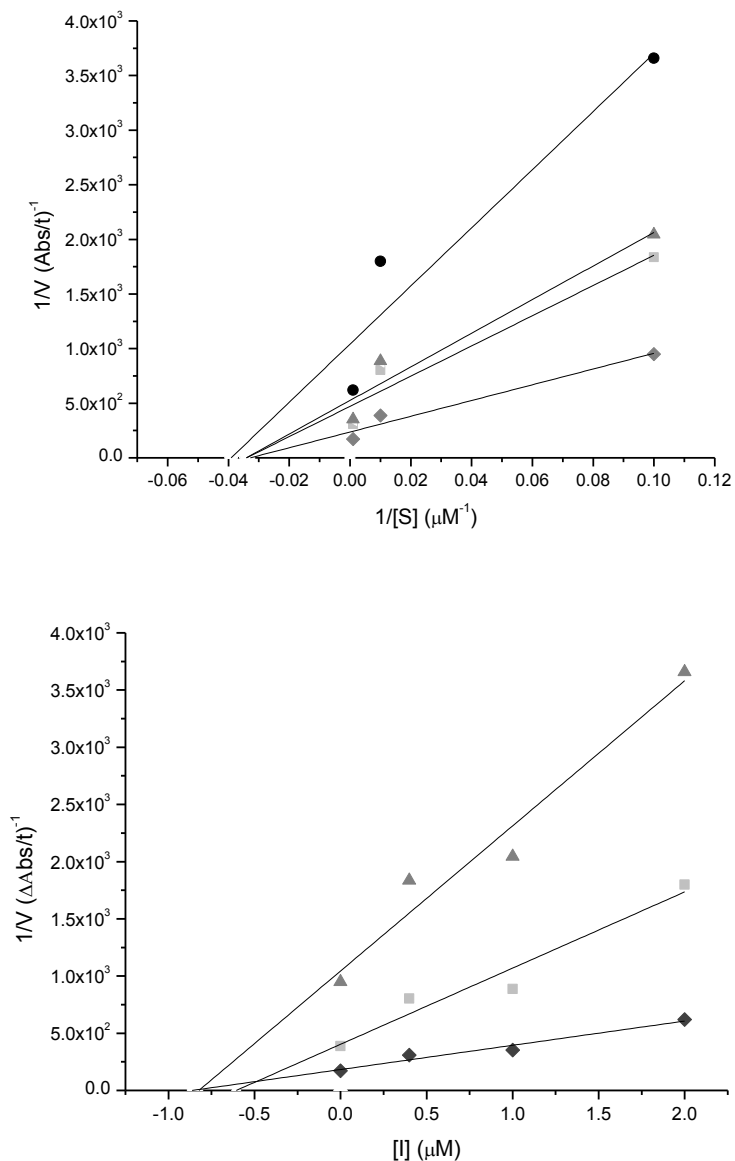 4.0x10³
3.5x10³
3.0x10³
2.5x10³
2.0x10³
1.5x10³
1.0x10³
5.0x10²
0.0
1/V (Abs/t)⁻¹
-0.06 -0.04 -0.02 0.00 0.02 0.04 0.06 0.08 0.10 0.12
1/[S] (μM⁻¹)
4.0x10³
3.5x10³
3.0x10³
2.5x10³
2.0x10³
1.5x10³
1.0x10³
5.0x10²
0.0
1/V (ΔAbs/t)⁻¹
-1.0 -0.5 0.0 0.5 1.0 1.5 2.0
[I] (μM)